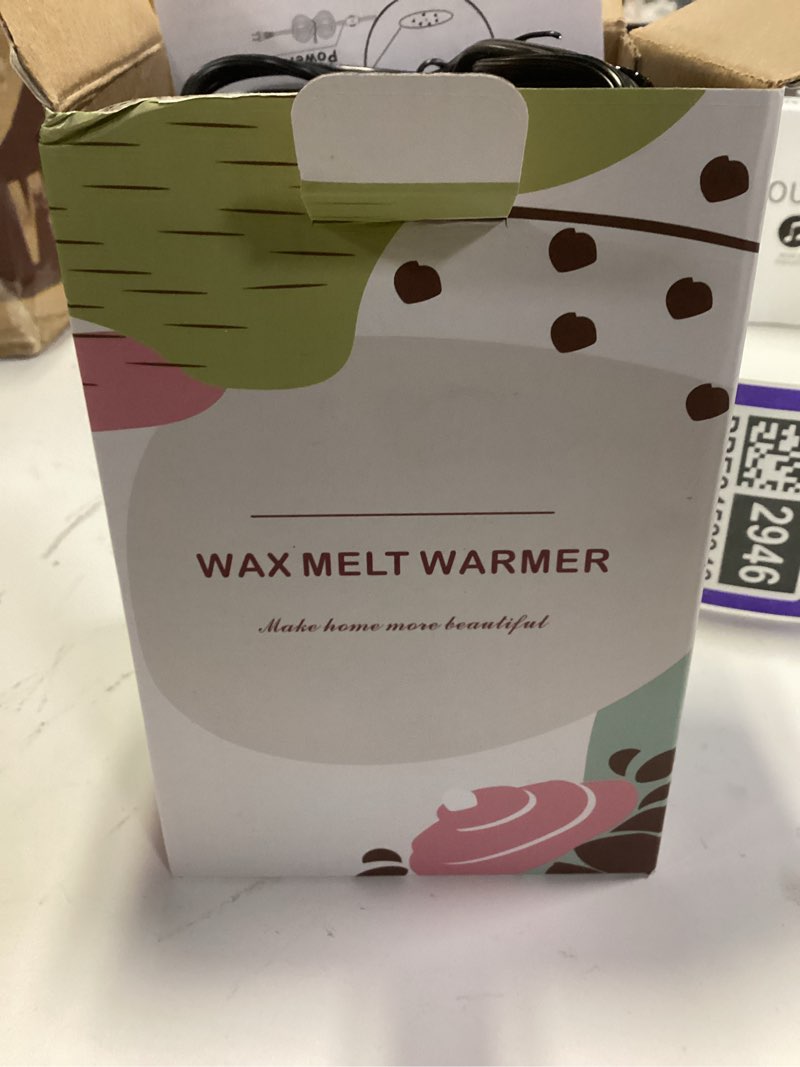 Power
WAX MELT WARMER
Make home more beautiful
2946